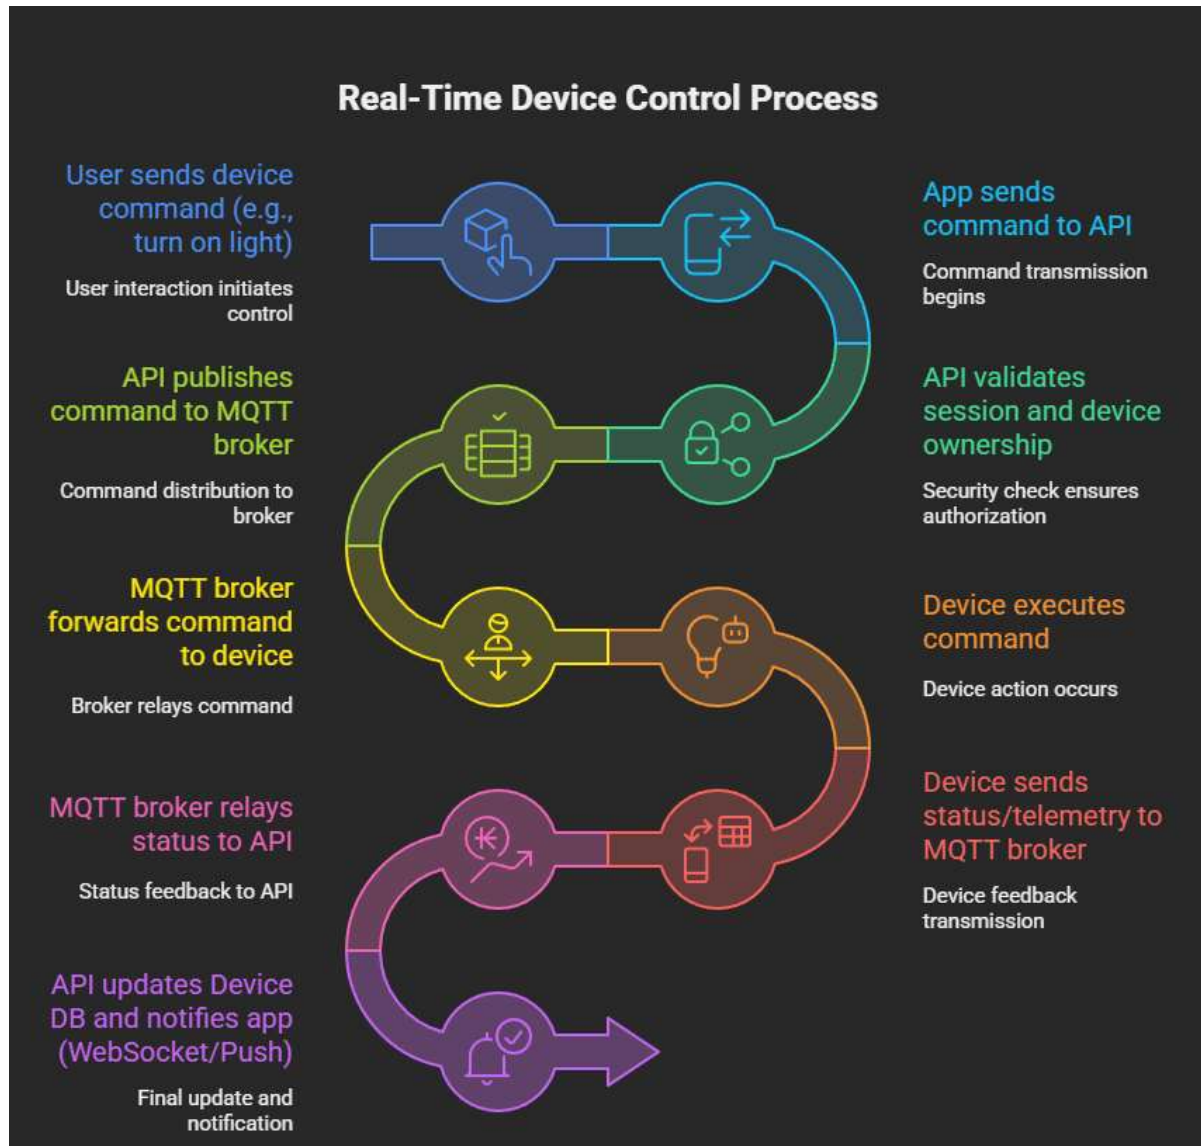 Real-Time Device Control Process
User sends device
command (e.g.,
turn on light)
User interaction initiates
control
App sends
command to API
Command transmission
begins
API validates
session and device
ownership
Security check ensures
authorization
API publishes
command to MQTT
broker
Command distribution to
broker
MQTT broker
forwards command
to device
Broker relays command
Device executes
command
Device action occurs
Device sends
status/telemetry to
MQTT broker
Device feedback
transmission
MQTT broker relays
status to API
Status feedback to API
API updates Device
DB and notifies app
(WebSocket/Push)
Final update and
notification